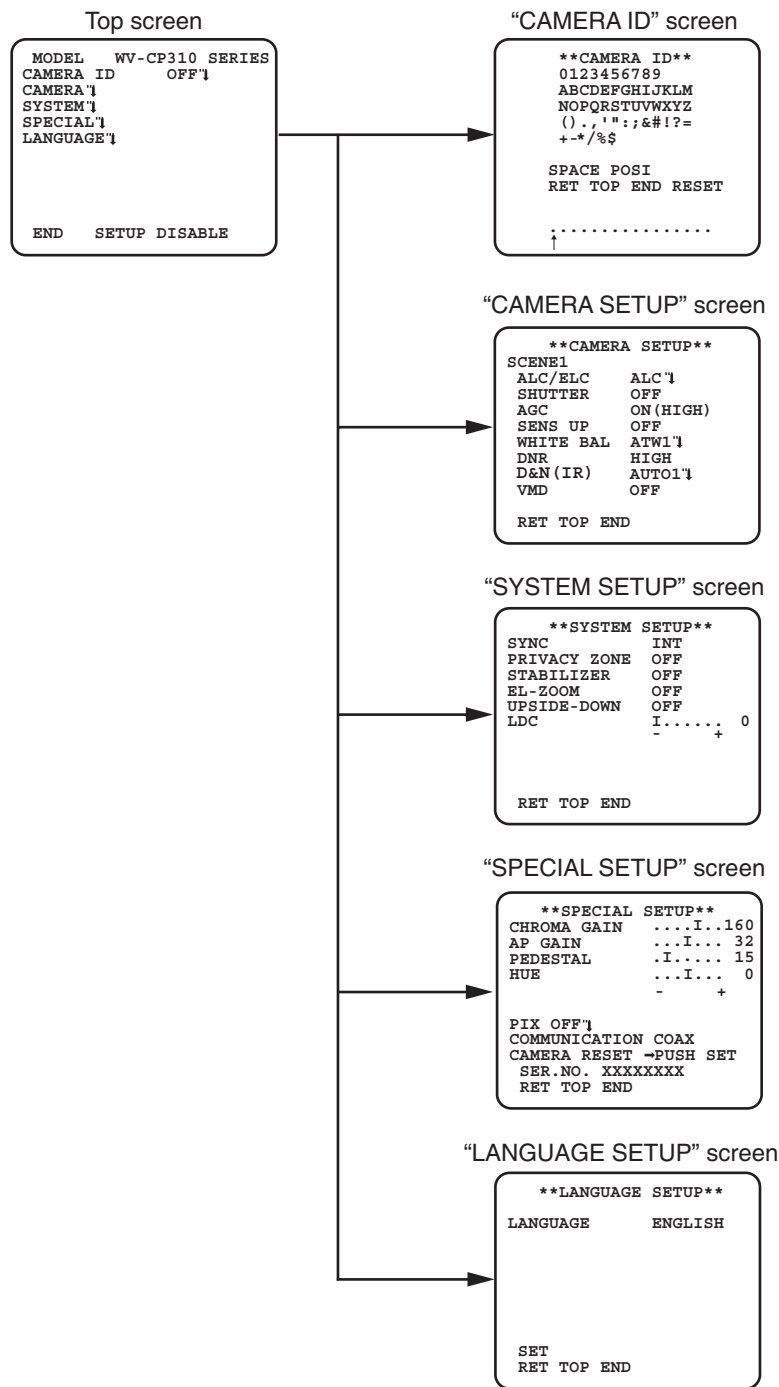 Top screen
MODEL WV-CP310 SERIES
CAMERA ID OFF
CAMERA
SYSTEM
SPECIAL
LANGUAGE
END SETUP DISABLE
“CAMERA ID” screen
**CAMERA ID**
0123456789
ABCDEFGHIJKLM
NOPQRSTUVWXYZ
().,'":;&#!?=
+-*/%$
SPACE POSI
RET TOP END RESET
................
↑
“CAMERA SETUP” screen
**CAMERA SETUP**
SCENE1
ALC/ELC ALC
SHUTTER OFF
AGC ON(HIGH)
SENS UP OFF
WHITE BAL ATW1
DNR HIGH
D&N(IR) AUTO1
VMD OFF
RET TOP END
“SYSTEM SETUP” screen
**SYSTEM SETUP**
SYNC INT
PRIVACY ZONE OFF
STABILIZER OFF
EL-ZOOM OFF
UPSIDE-DOWN OFF
LDC I...... 0
- +
RET TOP END
“SPECIAL SETUP” screen
**SPECIAL SETUP**
CHROMA GAIN ....I..160
AP GAIN ...I... 32
PEDESTAL .I..... 15
HUE ...I... 0
- +
PIX OFF
COMMUNICATION COAX
CAMERA RESET →PUSH SET
SER.NO. XXXXXXXX
RET TOP END
“LANGUAGE SETUP” screen
**LANGUAGE SETUP**
LANGUAGE ENGLISH
SET
RET TOP END